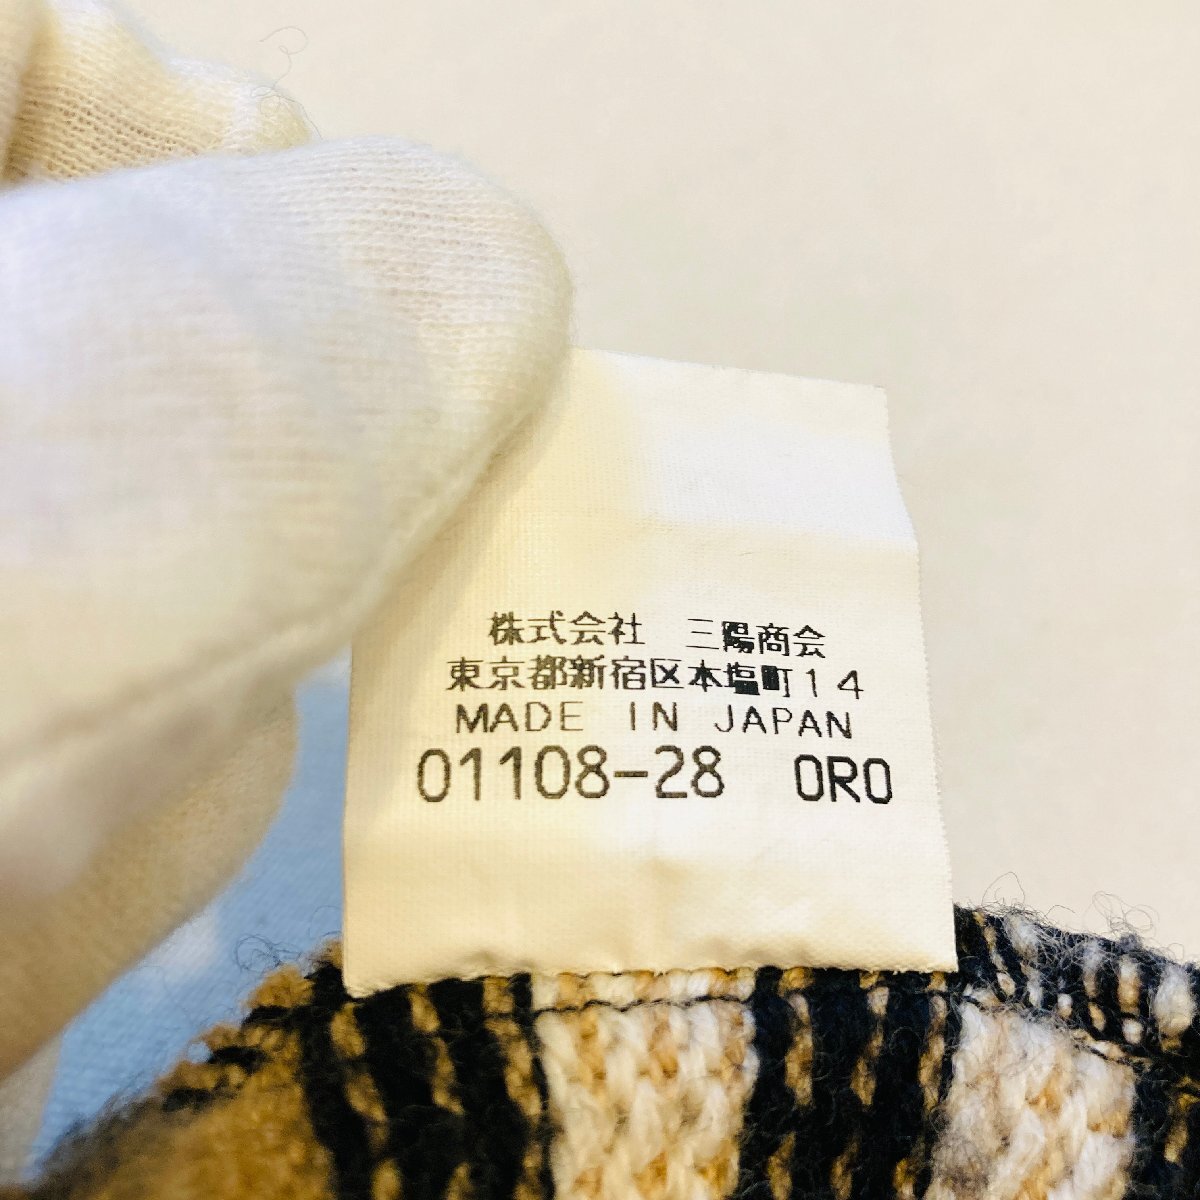 株式会社 三陽商会
東京都新宿区本塩町14
MADE IN JAPAN
01108-28 ORO